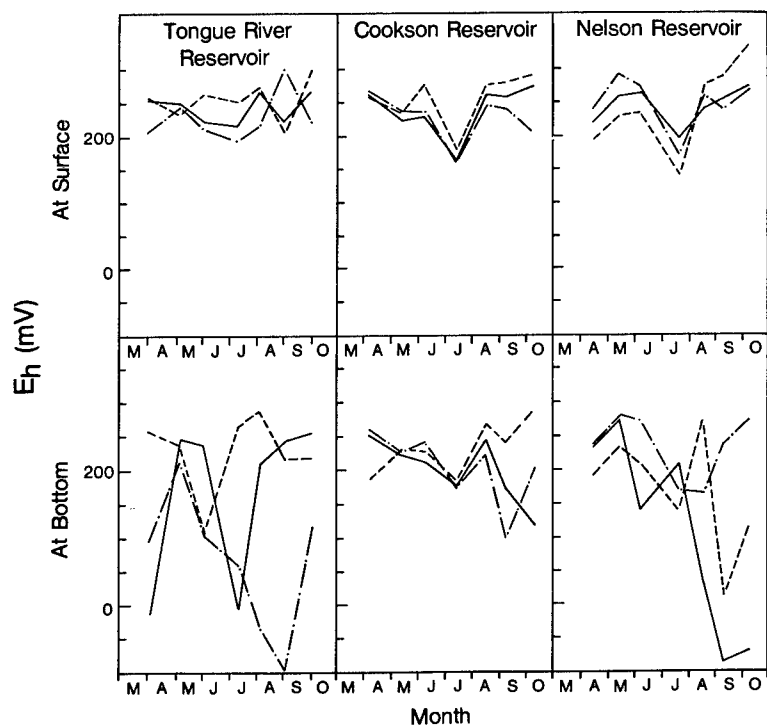 Tongue River
Reservoir
Cookson Reservoir
Nelson Reservoir
At Surface
200
0
M A M J J A S O
M A M J J A S O
M A M J J A S O
Eh (mV)
At Bottom
200
0
M A M J J A S O
M A M J J A S O
M A M J J A S O
Month